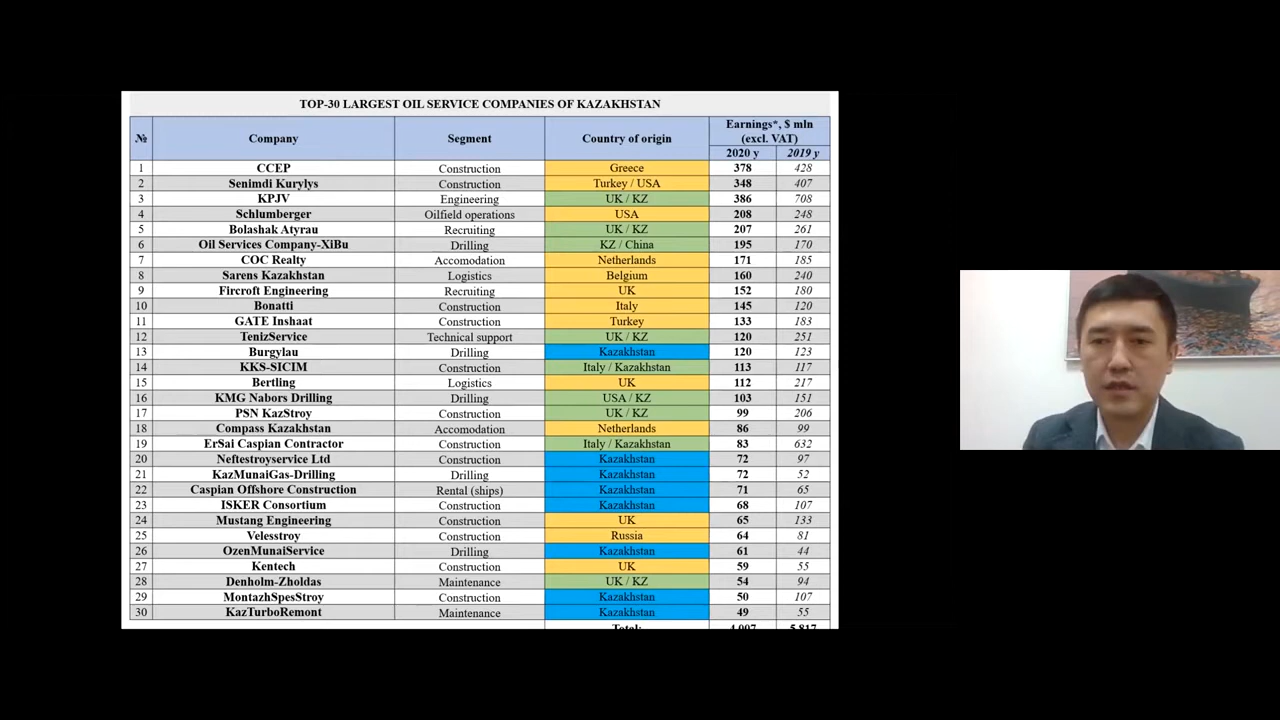 TOP-30 LARGEST OIL SERVICE COMPANIES OF KAZAKHSTAN
№ Company Segment Country of origin Earnings*, $ mln (excl. VAT)
2020 y 2019 y
1 CCEP Construction Greece 378 428
2 Senimdi Kurylys Construction Turkey / USA 348 407
3 KPJV Engineering UK / KZ 386 708
4 Schlumberger Oilfield operations USA 208 248
5 Bolashak Atyrau Recruiting UK / KZ 207 261
6 Oil Services Company-XiBu Drilling KZ / China 195 170
7 COC Realty Accomodation Netherlands 171 185
8 Sarens Kazakhstan Logistics Belgium 160 240
9 Fircroft Engineering Recruiting UK 152 180
10 Bonatti Construction Italy 145 120
11 GATE Inshaat Construction Turkey 133 183
12 TenizService Technical support UK / KZ 120 251
13 Burgylau Drilling Kazakhstan 120 123
14 KKS-SICIM Construction Italy / Kazakhstan 113 117
15 Bertling Logistics UK 112 217
16 KMG Nabors Drilling Drilling USA / KZ 103 151
17 PSN KazStroy Construction UK / KZ 99 206
18 Compass Kazakhstan Accomodation Netherlands 86 99
19 ErSai Caspian Contractor Construction Italy / Kazakhstan 83 632
20 Neftestroyservice Ltd Construction Kazakhstan 72 97
21 KazMunaiGas-Drilling Drilling Kazakhstan 72 52
22 Caspian Offshore Construction Rental (ships) Kazakhstan 71 65
23 ISKER Consortium Construction Kazakhstan 68 107
24 Mustang Engineering Construction UK 65 133
25 Velesstroy Construction Russia 64 81
26 OzenMunaiService Drilling Kazakhstan 61 44
27 Kentech Construction UK 59 55
28 Denholm-Zholdas Maintenance UK / KZ 54 94
29 MontazhSpesStroy Construction Kazakhstan 50 107
30 KazTurboRemont Maintenance Kazakhstan 49 55
Total: 4 007 5 817